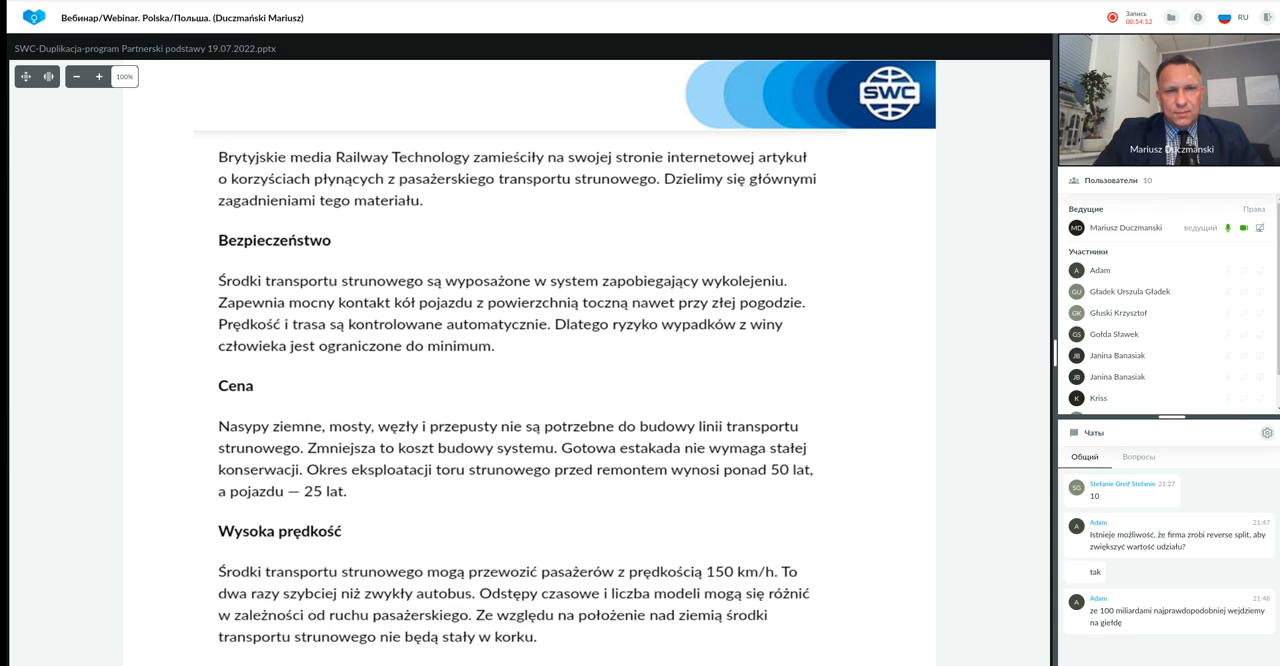 Вебинар/Webinar. Polska/Польша. (Duczmański Mariusz)
Запись
00:54:12
RU
SWC-Duplikacja-program Partnerski podstawy 19.07.2022.pptx
100%
SWC
Brytyjskie media Railway Technology zamieściły na swojej stronie internetowej artykuł
o korzyściach płynących z pasażerskiego transportu strunowego. Dzielimy się głównymi
zagadnieniami tego materiału.
Bezpieczeństwo
Środki transportu strunowego są wyposażone w system zapobiegający wykolejeniu.
Zapewnia mocny kontakt kół pojazdu z powierzchnią toczną nawet przy złej pogodzie.
Prędkość i trasa są kontrolowane automatycznie. Dlatego ryzyko wypadków z winy
człowieka jest ograniczone do minimum.
Cena
Nasypy ziemne, mosty, węzły i przepusty nie są potrzebne do budowy linii transportu
strunowego. Zmniejsza to koszt budowy systemu. Gotowa estakada nie wymaga stałej
konserwacji. Okres eksploatacji toru strunowego przed remontem wynosi ponad 50 lat,
a pojazdu — 25 lat.
Wysoka prędkość
Środki transportu strunowego mogą przewozić pasażerów z prędkością 150 km/h. To
dwa razy szybciej niż zwykły autobus. Odstępy czasowe i liczba modeli mogą się różnić
w zależności od ruchu pasażerskiego. Ze względu na położenie nad ziemią środki
transportu strunowego nie będą stały w korku.
Mariusz Duczmanski
Пользователи 10
Ведущие Права
MD Mariusz Duczmanski ведущий
Участники
A Adam
GU Gładek Urszula Gładek
GK Głuski Krzysztof
GS Gołda Sławek
JB Janina Banasiak
JB Janina Banasiak
K Kriss
Чаты
Общий Вопросы
SG Stefanie Greif Stefanie 21:27
10
A Adam 21:47
Istnieje możliwość, że firma zrobi reverse split, aby
zwiększyć wartość udziału?
tak
A Adam 21:48
ze 100 miliardami najprawdopodobniej wejdziemy
na giełdę